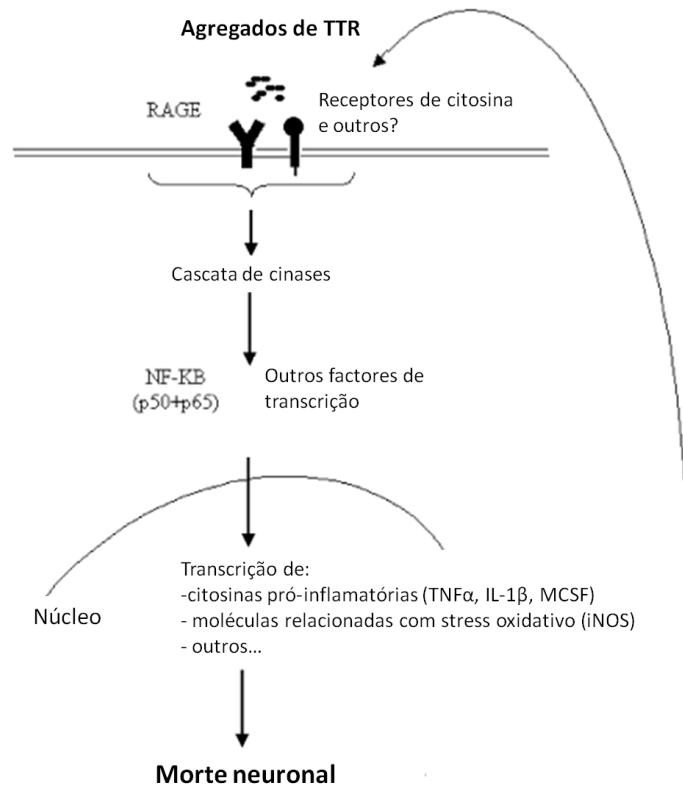 Agregados de TTR
RAGE
Receptores de citosina
e outros?
Cascata de cinases
NF-KB
(p50+p65)
Outros factores de
transcrição
Núcleo
Transcrição de:
-citosinas pró-inflamatórias (TNFα, IL-1β, MCSF)
- moléculas relacionadas com stress oxidativo (iNOS)
- outros...
Morte neuronal